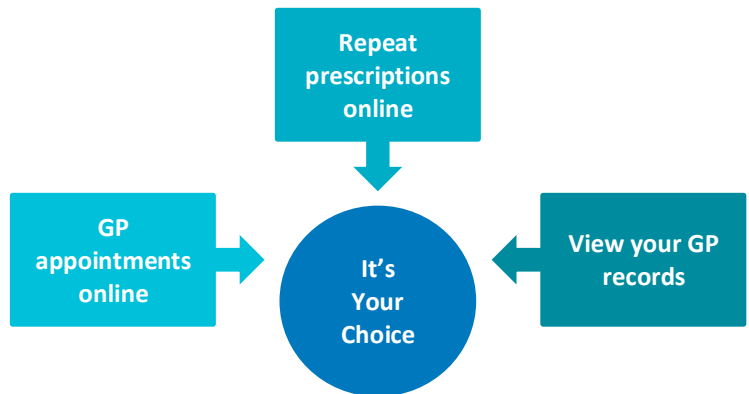 Repeat
prescriptions
online
GP
appointments
online
It’s
Your
Choice
View your GP
records